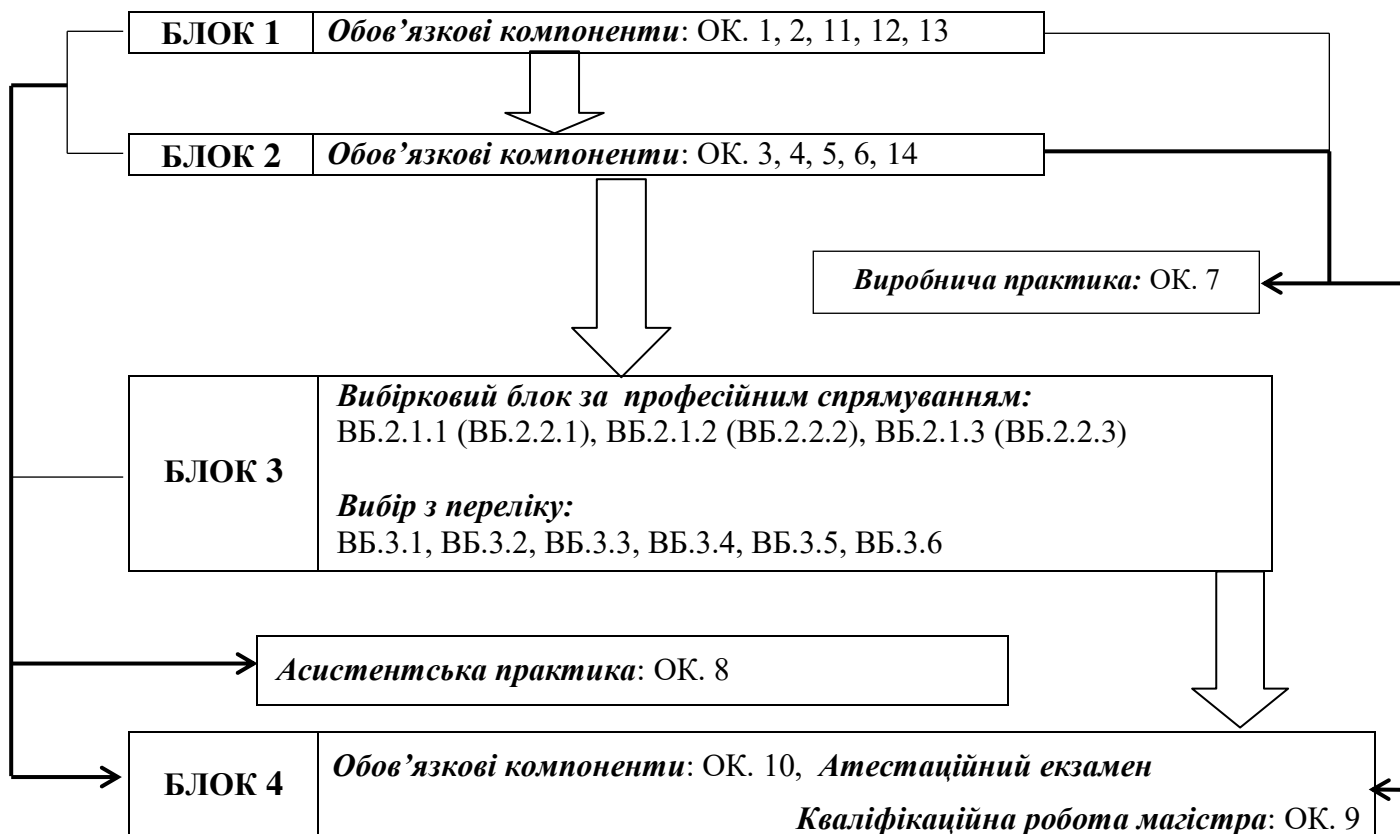 БЛОК 1 Обов’язкові компоненти: ОК. 1, 2, 11, 12, 13
БЛОК 2 Обов’язкові компоненти: ОК. 3, 4, 5, 6, 14
Виробнича практика: ОК. 7
БЛОК 3
Вибірковий блок за професійним спрямуванням:
ВБ.2.1.1 (ВБ.2.2.1), ВБ.2.1.2 (ВБ.2.2.2), ВБ.2.1.3 (ВБ.2.2.3)
Вибір з переліку:
ВБ.3.1, ВБ.3.2, ВБ.3.3, ВБ.3.4, ВБ.3.5, ВБ.3.6
Асистентська практика: ОК. 8
БЛОК 4
Обов’язкові компоненти: ОК. 10, Атестаційний екзамен
Кваліфікаційна робота магістра: ОК. 9